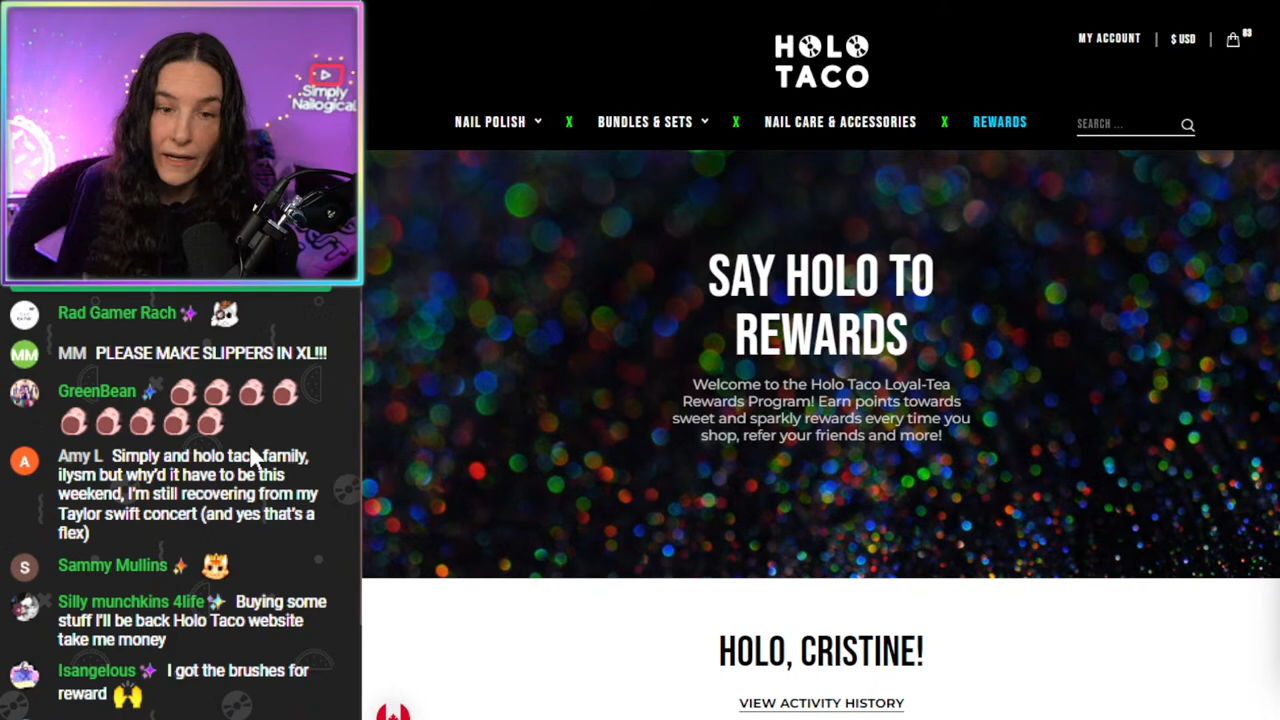 Simply
Nailogical
Rad Gamer Rach
MM PLEASE MAKE SLIPPERS IN XL!!!
GreenBean
Amy L Simply and holo taco family,
ilysm but why'd it have to be this
weekend, I'm still recovering from my
Taylor swift concert (and yes that's a
flex)
Sammy Mullins
Silly munchkins 4life Buying some
stuff I'll be back Holo Taco website
take me money
Isangelous I got the brushes for
reward
MM
A
S
HOLO
TACO
MY ACCOUNT | $ USD | 83
NAIL POLISH X BUNDLES & SETS X NAIL CARE & ACCESSORIES X REWARDS
SEARCH ...
SAY HOLO TO
REWARDS
Welcome to the Holo Taco Loyal-Tea
Rewards Program! Earn points towards
sweet and sparkly rewards every time you
shop, refer your friends and more!
HOLO, CRISTINE!
VIEW ACTIVITY HISTORY